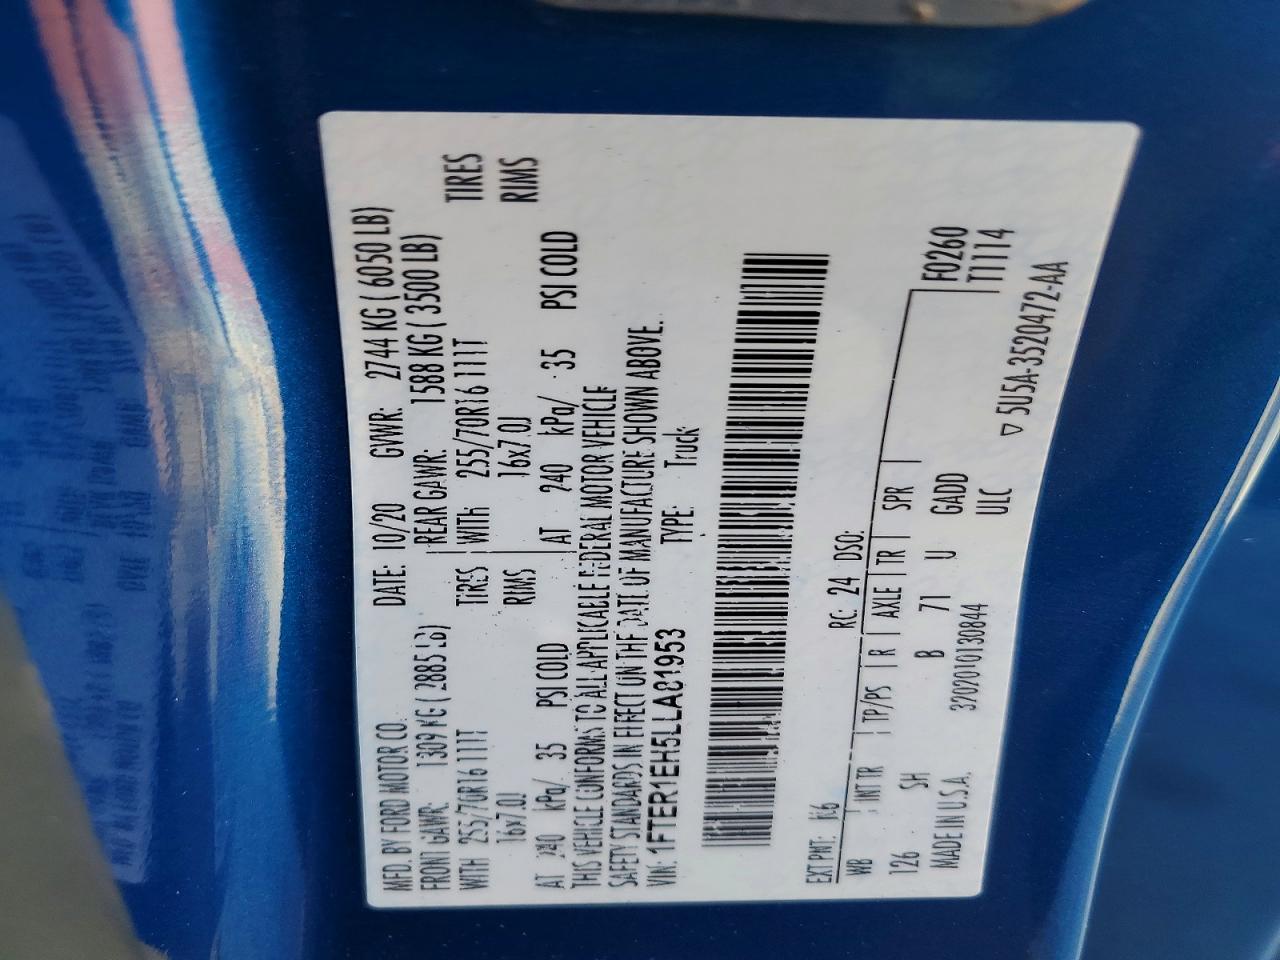 MFD. BY FORD MOTOR CO. DATE: 10/20 GVWR: 2744 KG ( 6050 LB)
FRONT GAWR: 1309 KG ( 2885 LB) REAR GAWR: 1588 KG ( 3500 LB)
WITH 255/70R16 111T TIRES WITH 255/70R16 111T TIRES
16x7.0J RIMS 16x7.0J RIMS
AT 240 kPa/ 35 PSI COLD AT 240 kPa/ 35 PSI COLD
THIS VEHICLE CONFORMS TO ALL APPLICABLE FEDERAL MOTOR VEHICLE
SAFETY STANDARDS IN EFFECT ON THE DATE OF MANUFACTURE SHOWN ABOVE.
VIN: 1FTER1EH5LLA81953 TYPE: Truck
EXT PNT: K6 RC: 24 DSO: F0260
WB INT TR TP/PS R AXLE TR SPR T1114
126 SH B 71 U GADD
MADE IN U.S.A. 3202010130844 ULC ▽ 5U5A-3520472-AA